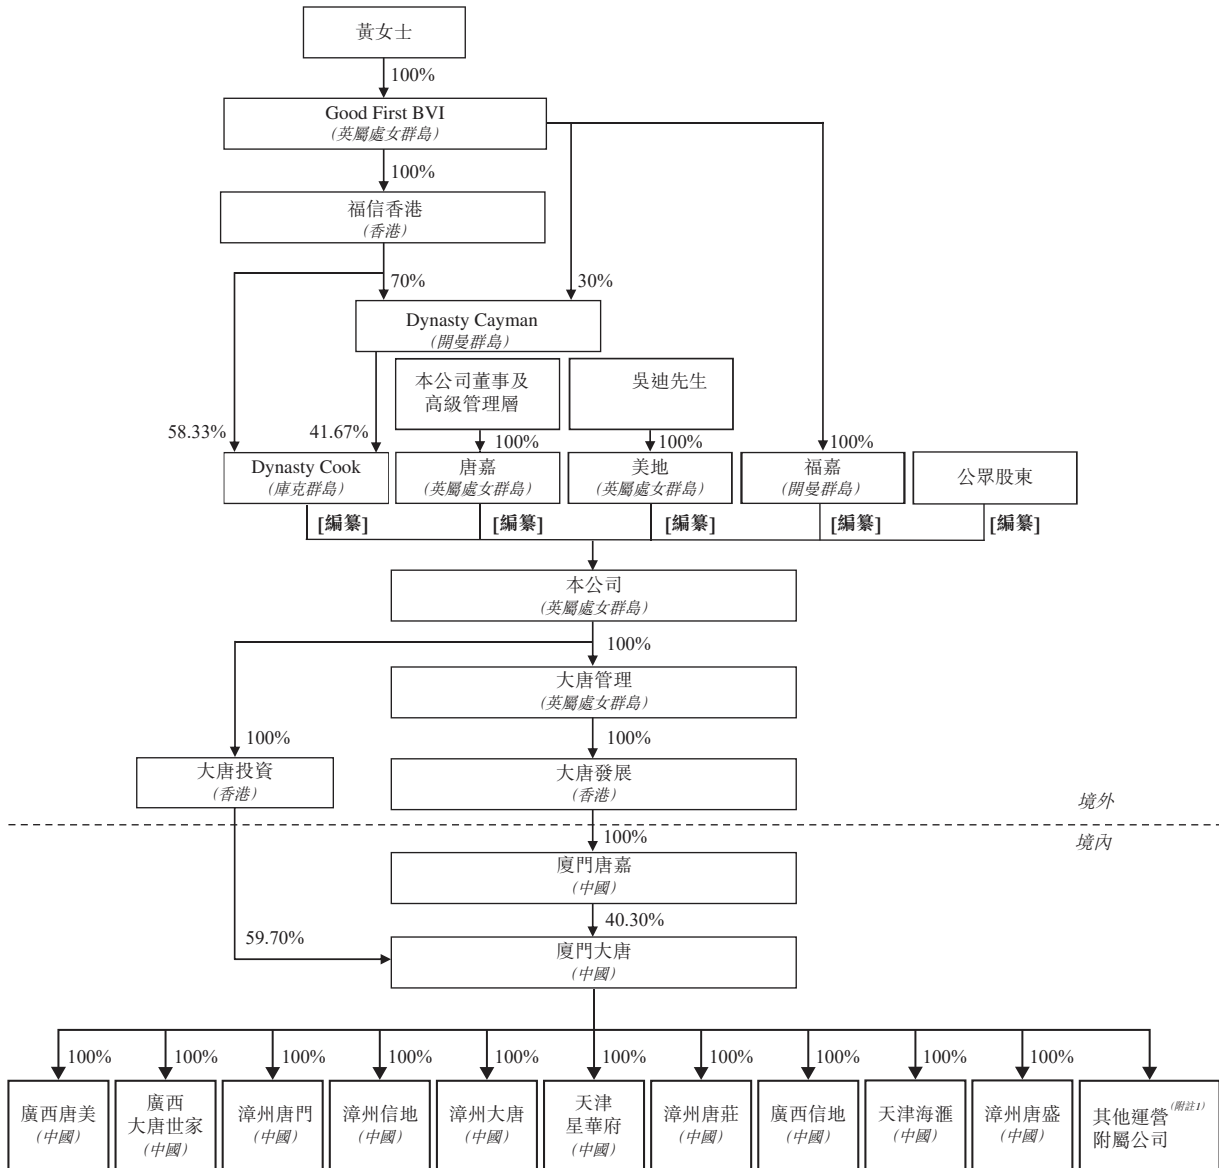 黃女士
100%
Good First BVI
(英屬處女群島)
100%
福信香港
(香港)
70%
30%
Dynasty Cayman
(開曼群島)
本公司董事及
高級管理層
吳迪先生
58.33%
41.67%
100%
100%
100%
Dynasty Cook
(庫克群島)
唐嘉
(英屬處女群島)
美地
(英屬處女群島)
福嘉
(開曼群島)
公眾股東
[編纂]
[編纂]
[編纂]
[編纂]
[編纂]
本公司
(英屬處女群島)
100%
大唐管理
(英屬處女群島)
100%
100%
大唐投資
(香港)
大唐發展
(香港)
境外
境內
100%
廈門唐嘉
(中國)
40.30%
59.70%
廈門大唐
(中國)
100%
100%
100%
100%
100%
100%
100%
100%
100%
100%
廣西唐美
(中國)
廣西
大唐世家
(中國)
漳州唐門
(中國)
漳州信地
(中國)
漳州大唐
(中國)
天津
星華府
(中國)
漳州唐莊
(中國)
廣西信地
(中國)
天津海滙
(中國)
漳州唐盛
(中國)
其他運營(附註1)
附屬公司